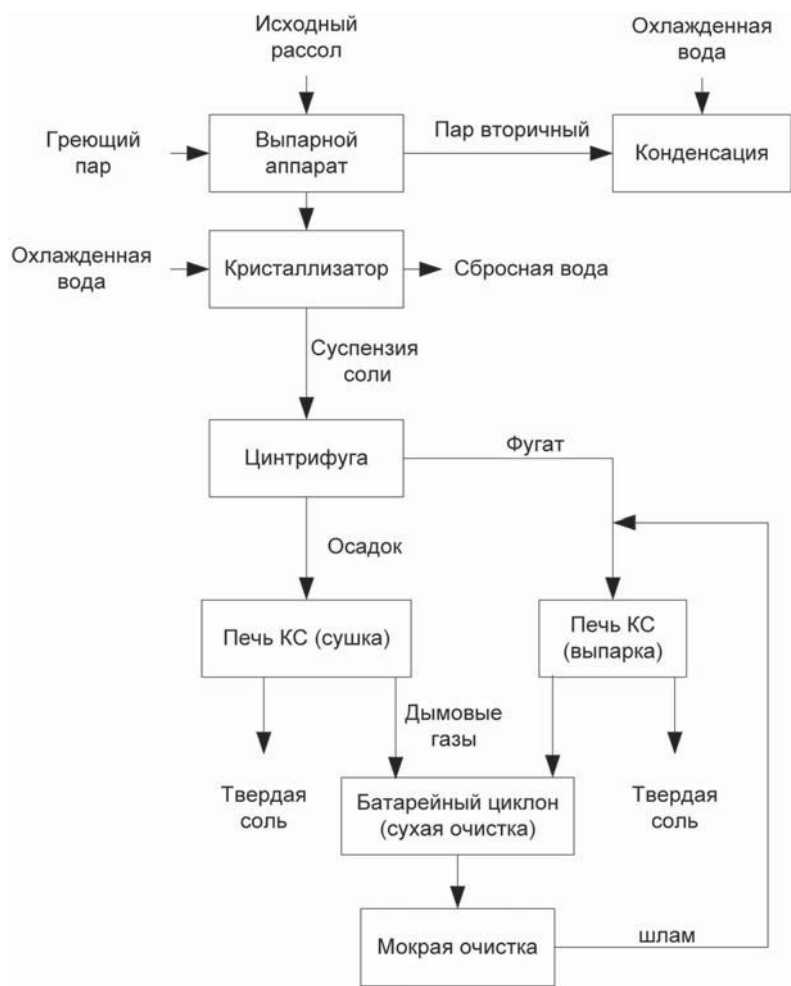 Исходный
рассол
Охлажденная
вода
Греющий
пар
Выпарной
аппарат
Пар вторичный
Конденсация
Охлажденная
вода
Кристаллизатор
Сбросная вода
Суспензия
соли
Цинтрифуга
Фугат
Осадок
Печь КС (сушка)
Печь КС
(выпарка)
Дымовые
газы
Твердая
соль
Батарейный циклон
(сухая очистка)
Твердая
соль
Мокрая очистка
шлам